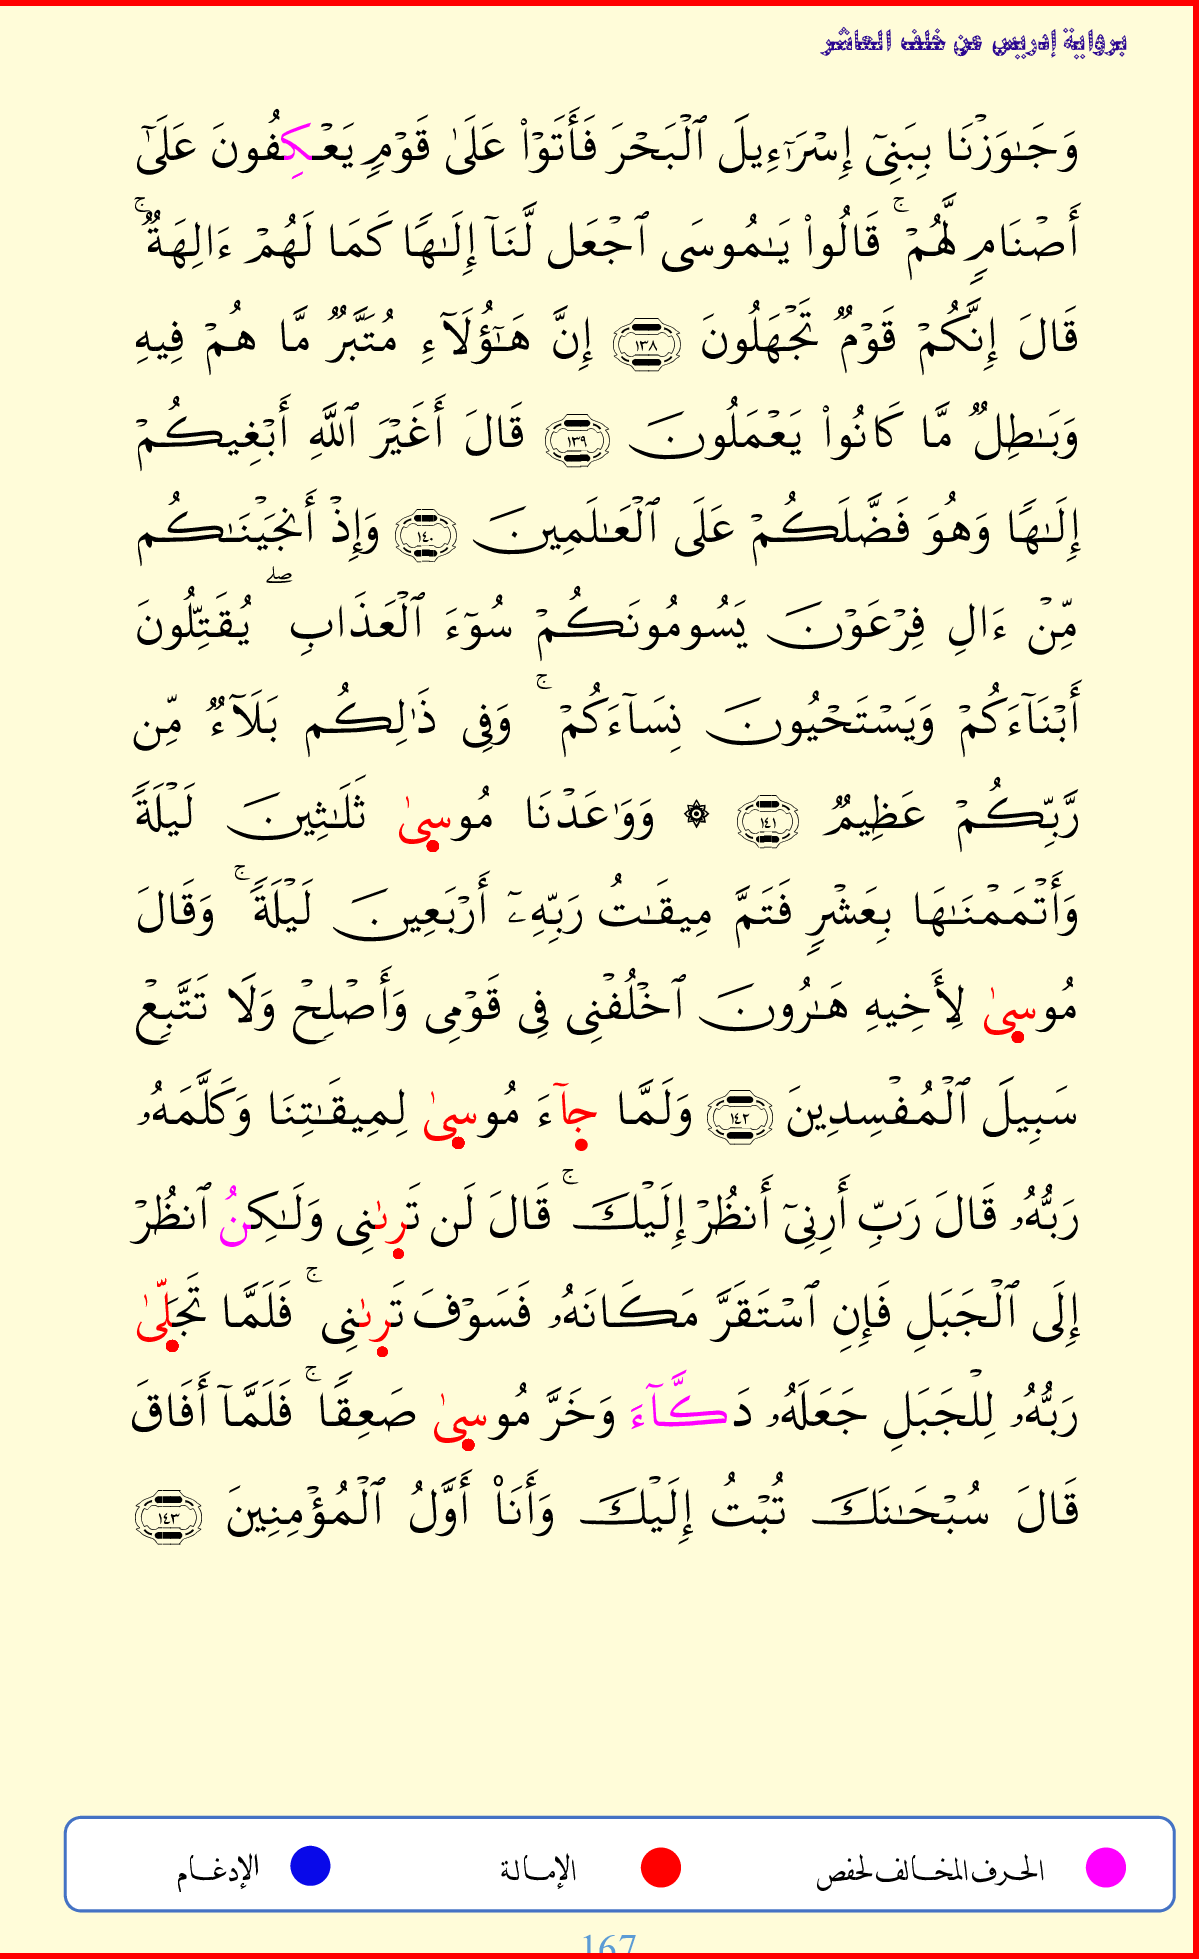 برواية إدريس عن خلف العاشر
وَجَٰوَزْنَا بِبَنِيٓ إِسْرَٰٓءِيلَ ٱلْبَحْرَ فَأَتَوْا۟ عَلَىٰ قَوْمٍ يَعْكِفُونَ عَلَىٰٓ
أَصْنَامٍ لَّهُمْ ۚ قَالُوا۟ يَٰمُوسَى ٱجْعَل لَّنَآ إِلَٰهًا كَمَا لَهُمْ ءَالِهَةٌ ۚ
قَالَ إِنَّكُمْ قَوْمٌ تَجْهَلُونَ ١٣٨ إِنَّ هَٰٓؤُلَآءِ مُتَبَّرٌ مَّا هُمْ فِيهِ
وَبَٰطِلٌ مَّا كَانُوا۟ يَعْمَلُونَ ١٣٩ قَالَ أَغَيْرَ ٱللَّهِ أَبْغِيكُمْ
إِلَٰهًا وَهُوَ فَضَّلَكُمْ عَلَى ٱلْعَٰلَمِينَ ١٤٠ وَإِذْ أَنجَيْنَٰكُم
مِّنْ ءَالِ فِرْعَوْنَ يَسُومُونَكُمْ سُوٓءَ ٱلْعَذَابِ ۖ يُقَتِّلُونَ
أَبْنَآءَكُمْ وَيَسْتَحْيُونَ نِسَآءَكُمْ ۚ وَفِى ذَٰلِكُم بَلَآءٌ مِّن
رَّبِّكُمْ عَظِيمٌ ١٤١ ۞ وَوَٰعَدْنَا مُوسِىٰ ثَلَٰثِينَ لَيْلَةً
وَأَتْمَمْنَٰهَا بِعَشْرٍ فَتَمَّ مِيقَٰتُ رَبِّهِۦٓ أَرْبَعِينَ لَيْلَةً ۚ وَقَالَ
مُوسِىٰ لِأَخِيهِ هَٰرُونَ ٱخْلُفْنِى فِى قَوْمِى وَأَصْلِحْ وَلَا تَتَّبِعْ
سَبِيلَ ٱلْمُفْسِدِينَ ١٤٢ وَلَمَّا جِآءَ مُوسِىٰ لِمِيقَٰتِنَا وَكَلَّمَهُۥ
رَبُّهُۥ قَالَ رَبِّ أَرِنِىٓ أَنظُرْ إِلَيْكَ ۚ قَالَ لَن تَرِىٰنِى وَلَٰكِنُ ٱنظُرْ
إِلَى ٱلْجَبَلِ فَإِنِ ٱسْتَقَرَّ مَكَانَهُۥ فَسَوْفَ تَرِىٰنِى ۚ فَلَمَّا تَجَلِّىٰ
رَبُّهُۥ لِلْجَبَلِ جَعَلَهُۥ دَكَّآءَ وَخَرَّ مُوسِىٰ صَعِقًا ۚ فَلَمَّآ أَفَاقَ
قَالَ سُبْحَٰنَكَ تُبْتُ إِلَيْكَ وَأَنَا۠ أَوَّلُ ٱلْمُؤْمِنِينَ ١٤٣
الحرف المخالف لحفص الإمالة الإدغام
167